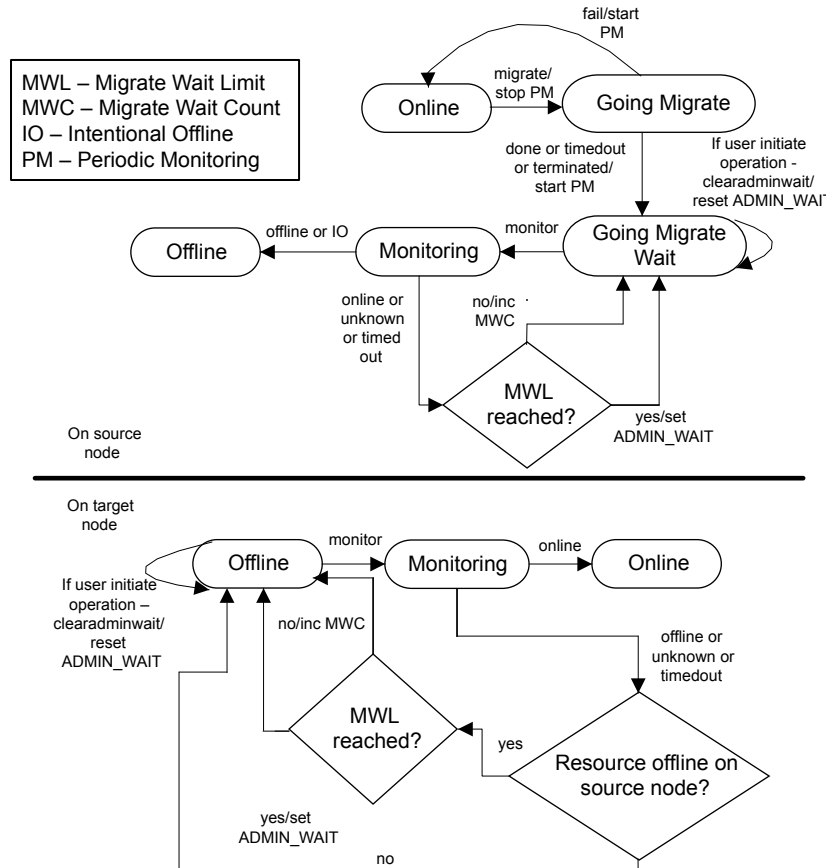 fail/start
PM
MWL – Migrate Wait Limit
MWC – Migrate Wait Count
IO – Intentional Offline
PM – Periodic Monitoring
Online
migrate/
stop PM
Going Migrate
done or timedout
or terminated/
start PM
If user initiate
operation -
clearadminwait/
reset ADMIN_WAIT
Offline
offline or IO
Monitoring
monitor
Going Migrate
Wait
online or
unknown
or timed
out
no/inc
MWC
MWL
reached?
yes/set
ADMIN_WAIT
On source
node
On target
node
Offline
monitor
Monitoring
online
Online
If user initiate
operation –
clearadminwait/
reset
ADMIN_WAIT
no/inc MWC
offline or
unknown or
timedout
MWL
reached?
yes
Resource offline on
source node?
yes/set
ADMIN_WAIT
no